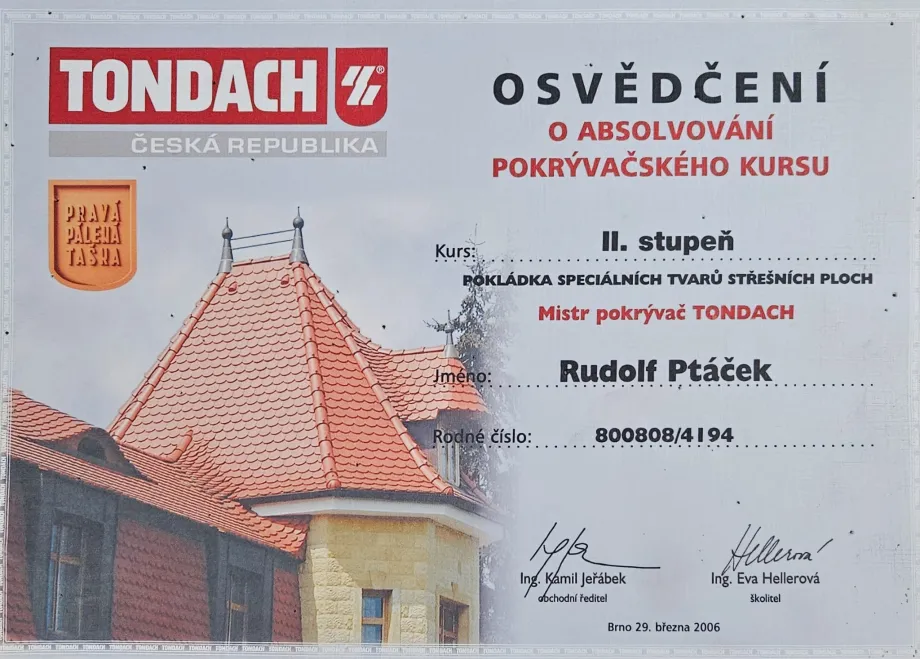 TONDACH ®
ČESKÁ REPUBLIKA
PRAVÁ
PÁLENÁ
TAŠKA
OSVĚDČENÍ
O ABSOLVOVÁNÍ
POKRÝVAČSKÉHO KURSU
Kurs: II. stupeň
POKLÁDKA SPECIÁLNÍCH TVARŮ STŘEŠNÍCH PLOCH
Mistr pokrývač TONDACH
Jméno: Rudolf Ptáček
Rodné číslo: 800808/4194
Hellerová
Ing. Kamil Jeřábek Ing. Eva Hellerová
obchodní ředitel školitel
Brno 29. března 2006